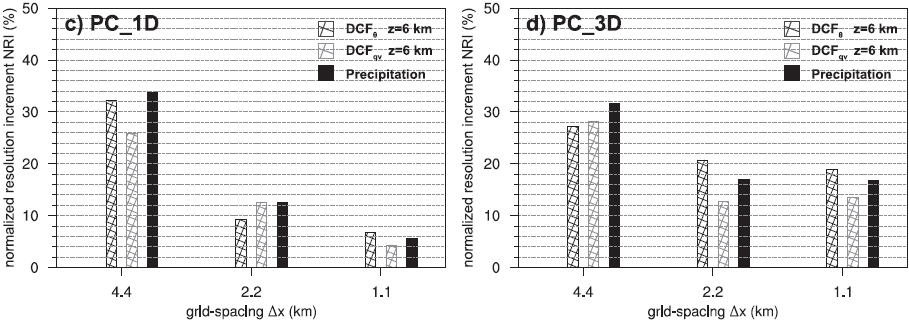 c) PC_1D
normalized resolution increment NRI (%)
50
40
30
20
10
0
DCFθ z=6 km
DCFqv z=6 km
Precipitation
4.4 2.2 1.1
grid-spacing Δx (km)
d) PC_3D
normalized resolution increment NRI (%)
50
40
30
20
10
0
DCFθ z=6 km
DCFqv z=6 km
Precipitation
4.4 2.2 1.1
grid-spacing Δx (km)